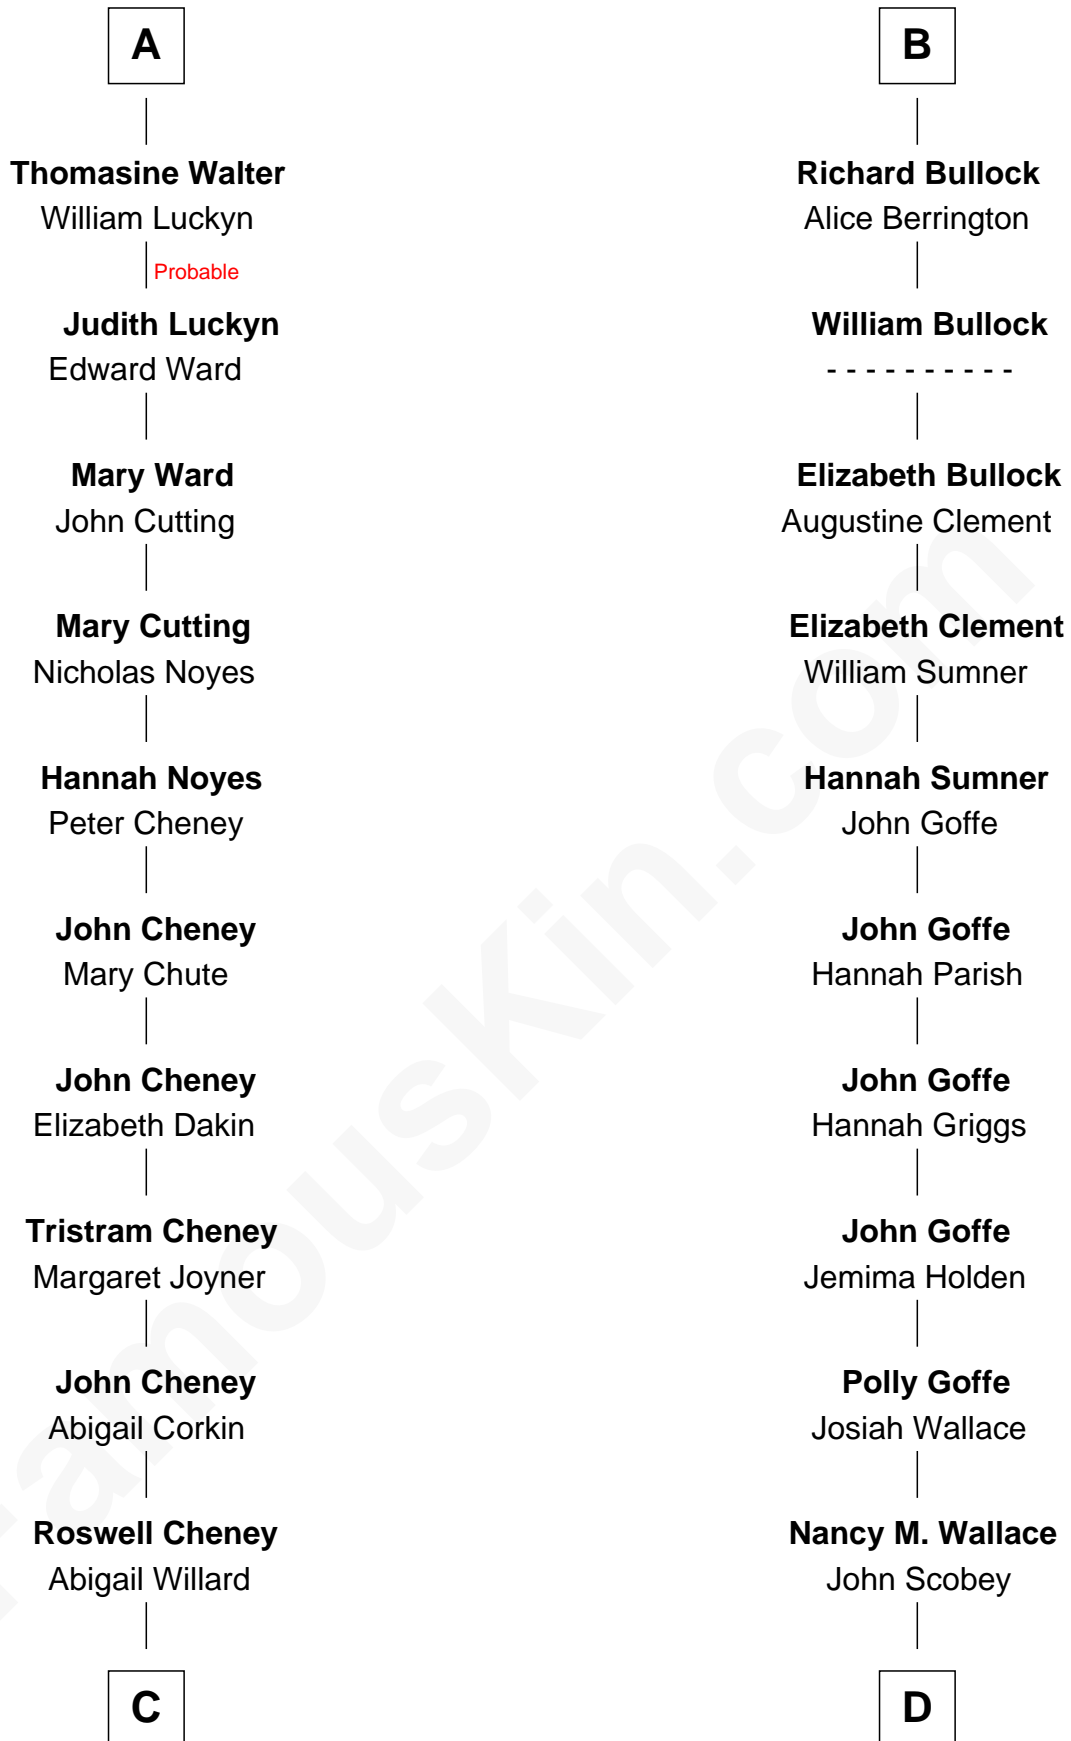 A
Thomasine Walter
William Luckyn
Probable
Judith Luckyn
Edward Ward
Mary Ward
John Cutting
Mary Cutting
Nicholas Noyes
Hannah Noyes
Peter Cheney
John Cheney
Mary Chute
John Cheney
Elizabeth Dakin
Tristram Cheney
Margaret Joyner
John Cheney
Abigail Corkin
Roswell Cheney
Abigail Willard
C
B
Richard Bullock
Alice Berrington
William Bullock
- - - - - - - - - -
Elizabeth Bullock
Augustine Clement
Elizabeth Clement
William Sumner
Hannah Sumner
John Goffe
John Goffe
Hannah Parish
John Goffe
Hannah Griggs
John Goffe
Jemima Holden
Polly Goffe
Josiah Wallace
Nancy M. Wallace
John Scobey
D
FamousKin.com